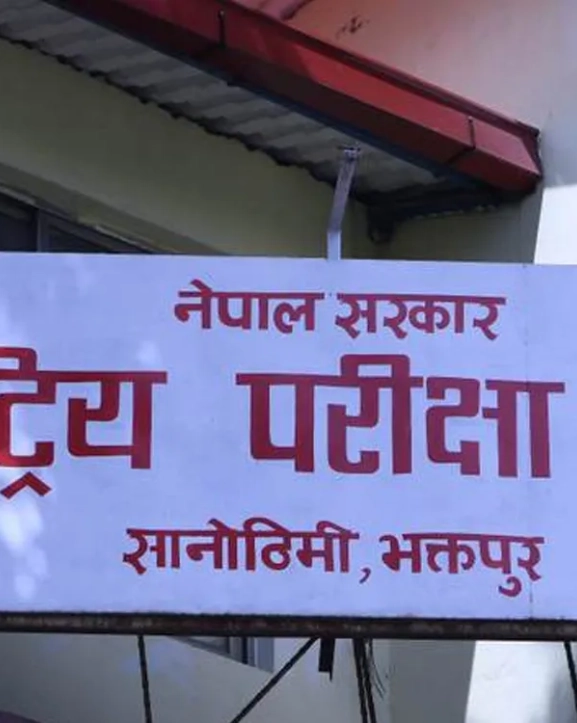 नेपाल सरकार
ट्रिय परीक्षा
सानोठिमी, भक्तपुर